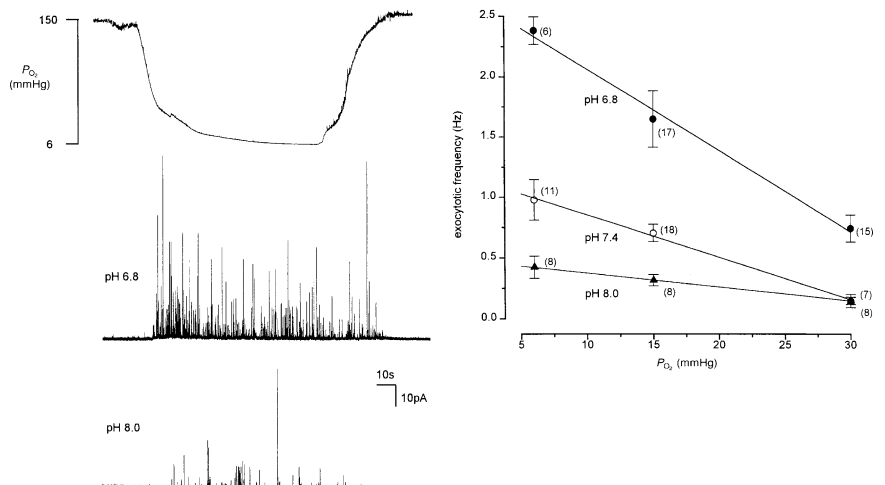 150
P O₂
(mmHg)
6
pH 6.8
10s
10pA
pH 8.0
2.5
2.0
1.5
1.0
0.5
0.0
exocytotic frequency (Hz)
(6)
pH 6.8
(17)
(11)
(18)
(15)
pH 7.4
(8)
pH 8.0
(8)
(7)
(8)
5 10 15 20 25 30
P O₂ (mmHg)